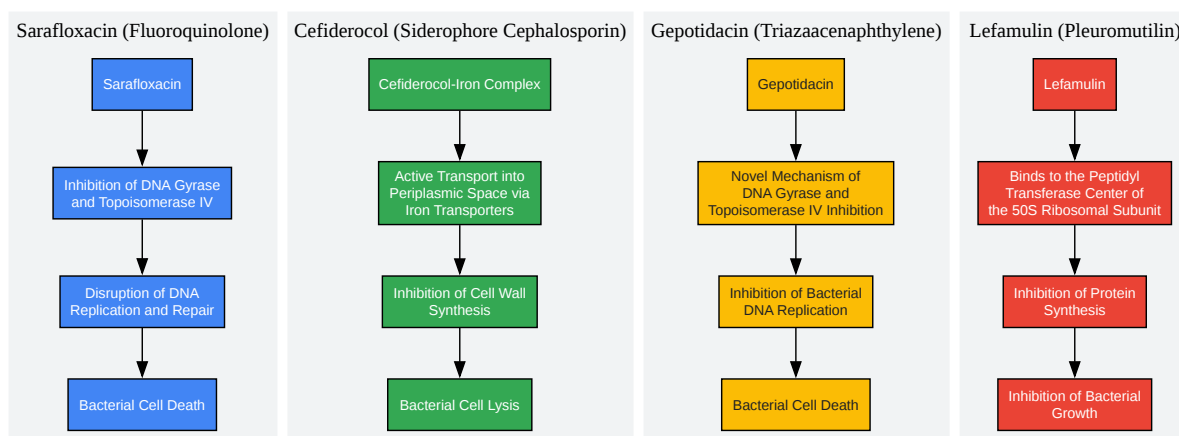 Sarafloxacin (Fluoroquinolone)
Sarafloxacin
Inhibition of DNA Gyrase
and Topoisomerase IV
Disruption of DNA
Replication and Repair
Bacterial Cell Death
Cefiderocol (Siderophore Cephalosporin)
Cefiderocol-Iron Complex
Active Transport into
Periplasmic Space via
Iron Transporters
Inhibition of Cell Wall
Synthesis
Bacterial Cell Lysis
Gepotidacin (Triazaacenaphthylene)
Gepotidacin
Novel Mechanism of
DNA Gyrase and
Topoisomerase IV Inhibition
Inhibition of Bacterial
DNA Replication
Bacterial Cell Death
Lefamulin (Pleuromutilin)
Lefamulin
Binds to the Peptidyl
Transferase Center of
the 50S Ribosomal Subunit
Inhibition of Protein
Synthesis
Inhibition of Bacterial
Growth